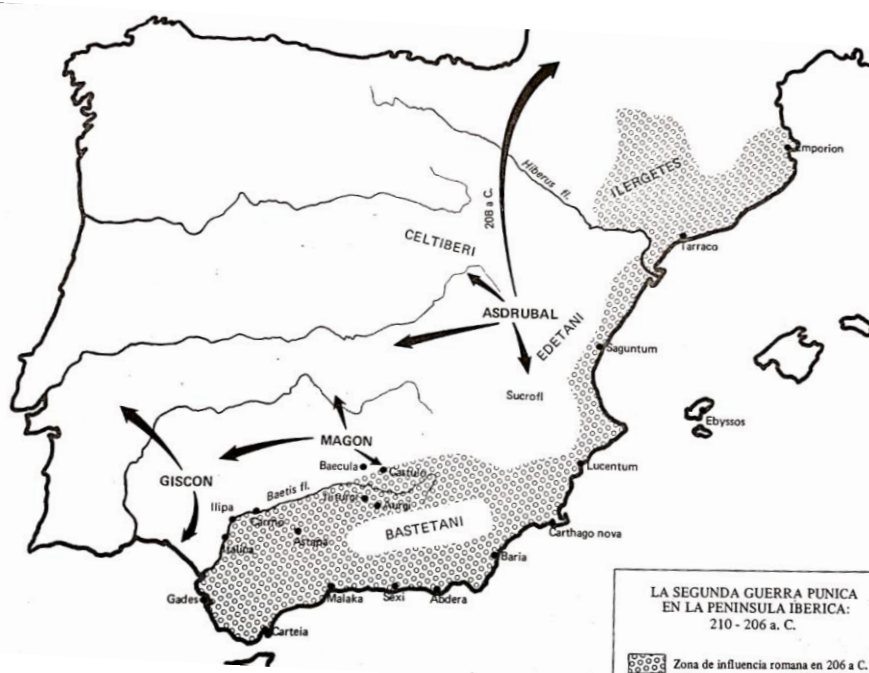 Emporion
ILERGETES
Hiberus fl.
Tarraco
208 a C.
CELTIBERI
ASDRUBAL
EDETANI
Saguntum
Sucrofl
Ebyssos
MAGON
Baecula
Castulo
Lucentum
GISCON
Baetis fl.
Iliturgi
Aurgi
Ilipa
Carmo
Italica
Astapa
BASTETANI
Carthago nova
Baria
Gades
Malaka
Sexi
Abdera
Carteia
LA SEGUNDA GUERRA PUNICA
EN LA PENINSULA IBERICA:
210 - 206 a. C.
Zona de influencia romana en 206 a C.